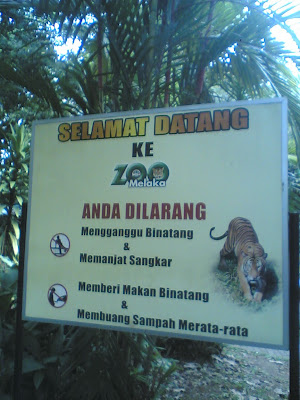 SELAMAT DATANG
KE
ZOO
Melaka
ANDA DILARANG
Mengganggu Binatang
&
Memanjat Sangkar
Memberi Makan Binatang
&
Membuang Sampah Merata-rata